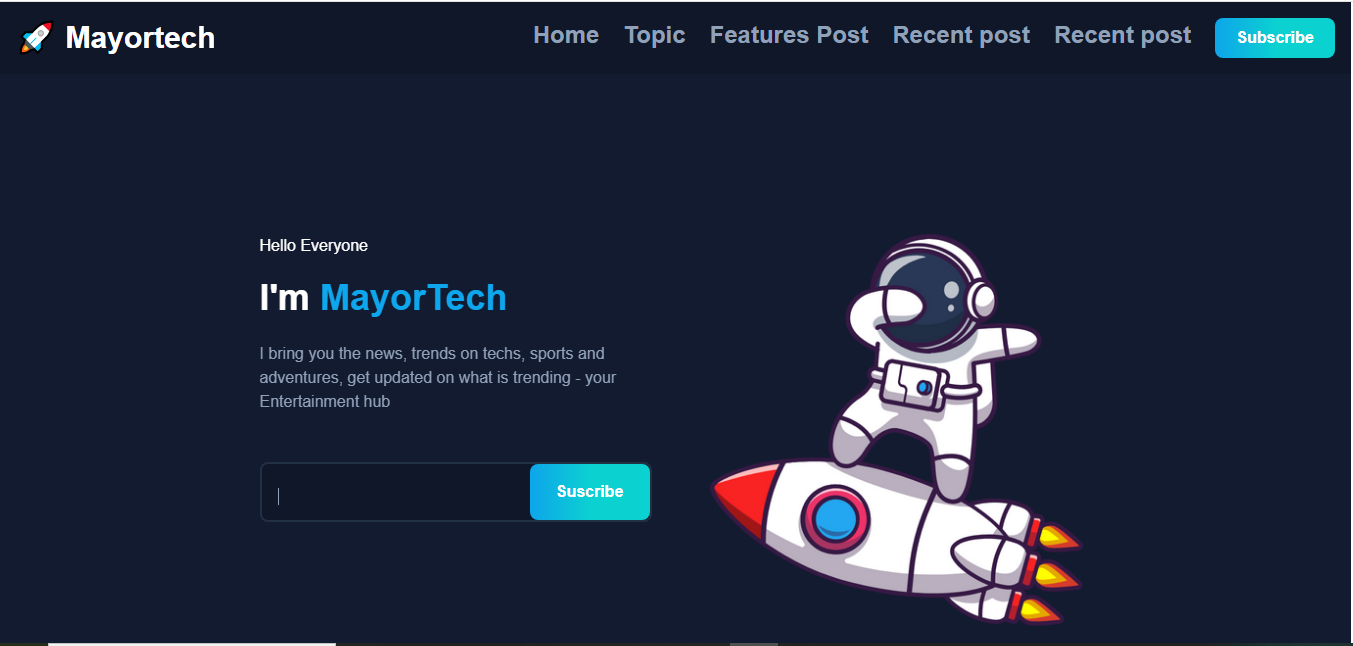 Mayortech
Home Topic Features Post Recent post Recent post Subscribe
Hello Everyone
I'm MayorTech
I bring you the news, trends on techs, sports and
adventures, get updated on what is trending - your
Entertainment hub
Suscribe